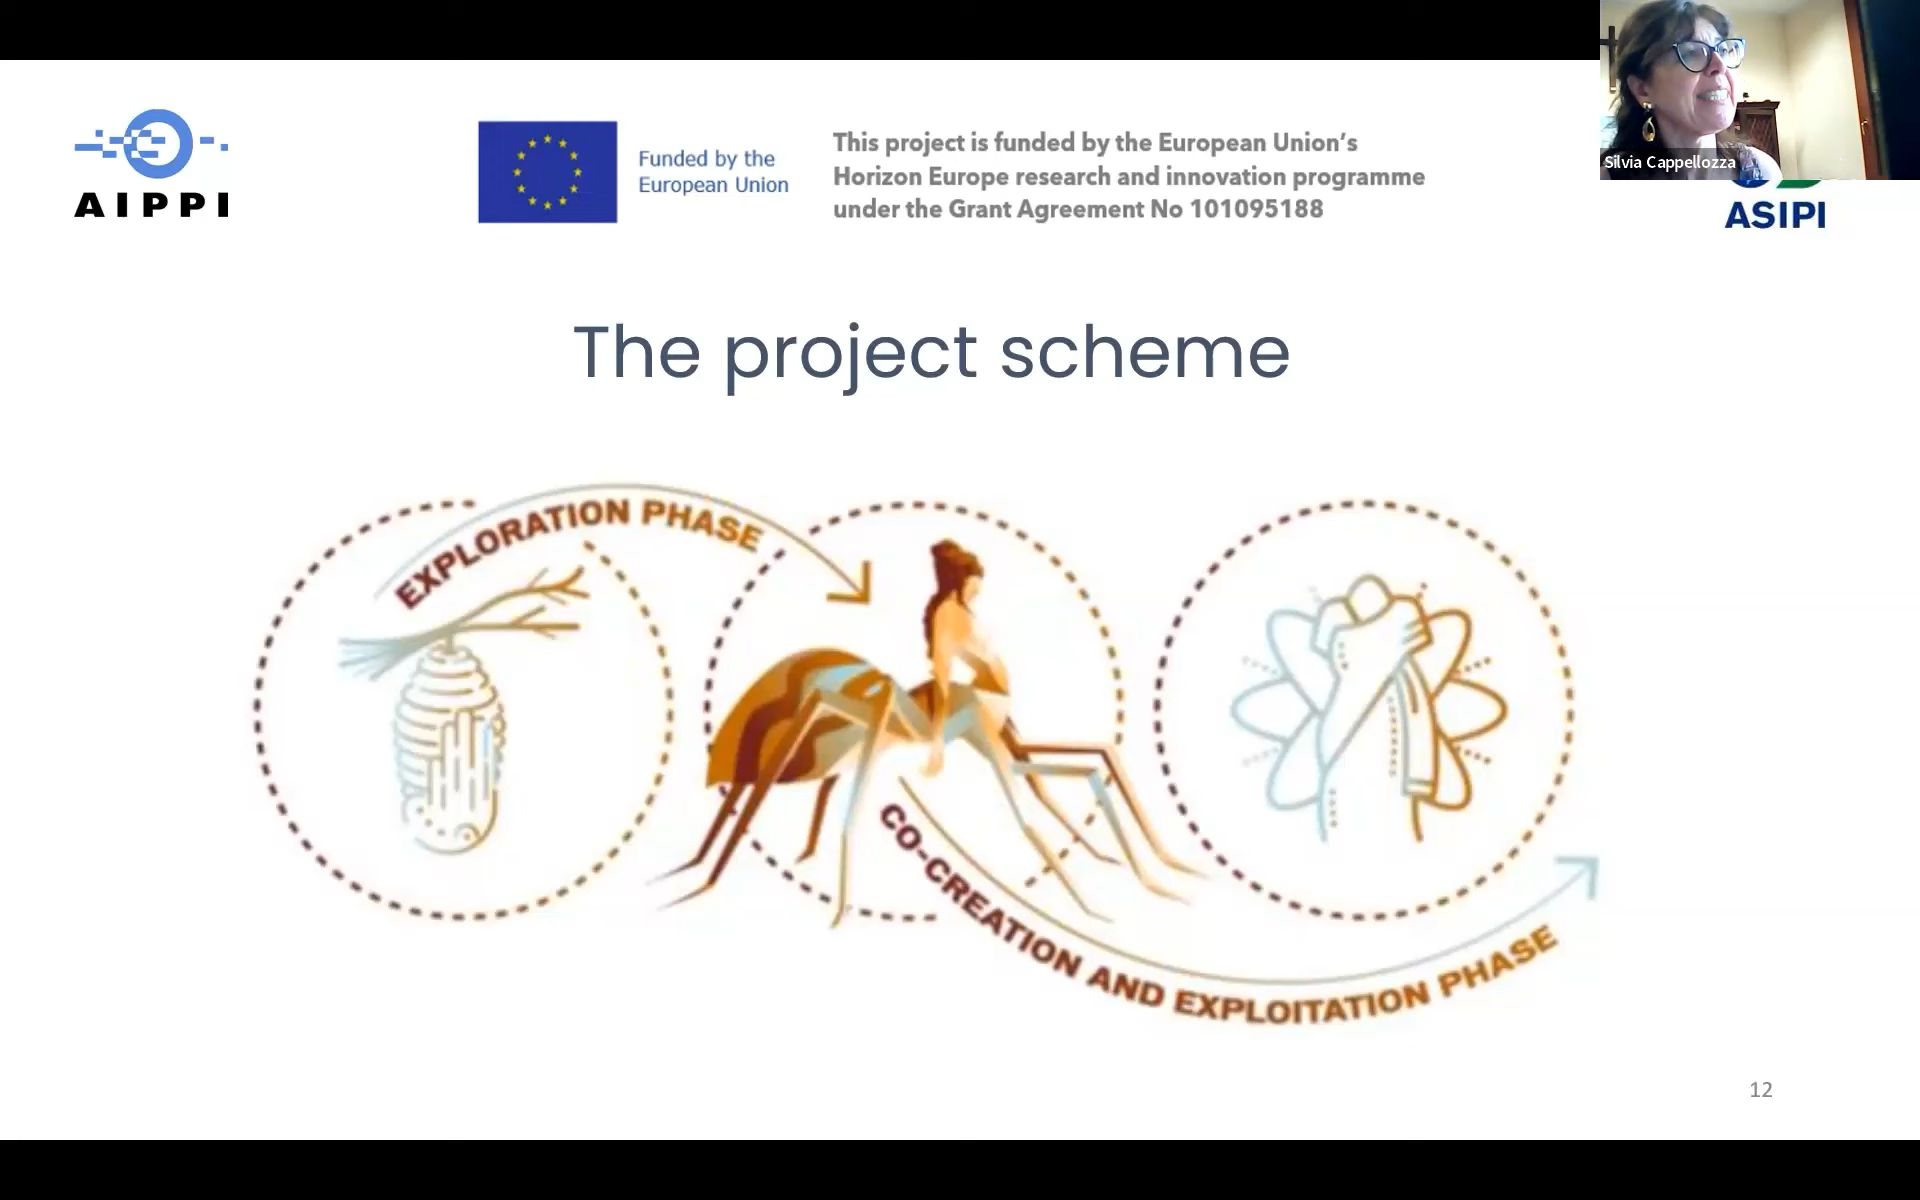 AIPPI
Funded by the
European Union
This project is funded by the European Union's
Horizon Europe research and innovation programme
under the Grant Agreement No 101095188
Silvia Cappellozza
ASIPI
The project scheme
EXPLORATION PHASE
CO-CREATION AND EXPLOITATION PHASE
12